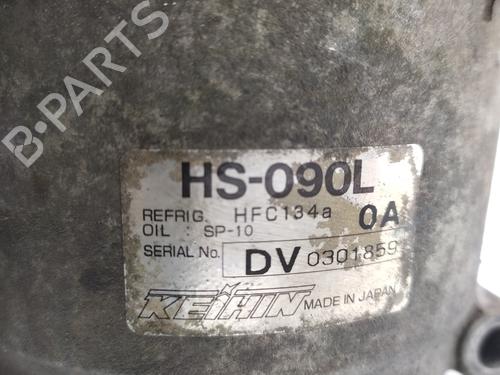 B-PARTS
HS-090L
REFRIG. HFC134a 0A
OIL : SP-10
SERIAL No. DV 0301859
KEIHIN MADE IN JAPAN